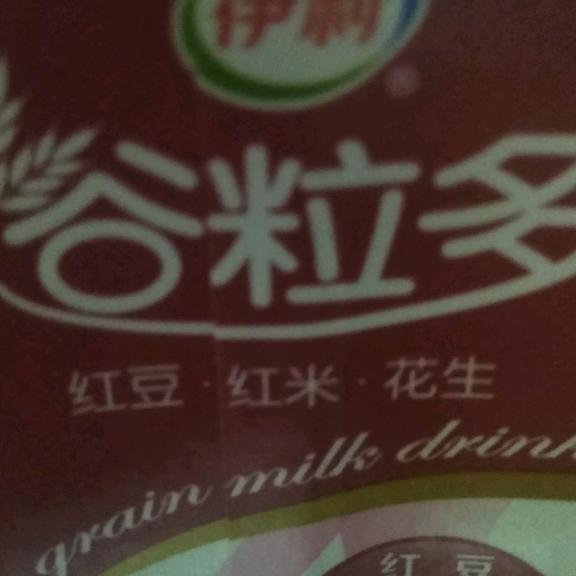 伊利
®
谷粒多
红豆·红米·花生
grain milk drink
红豆